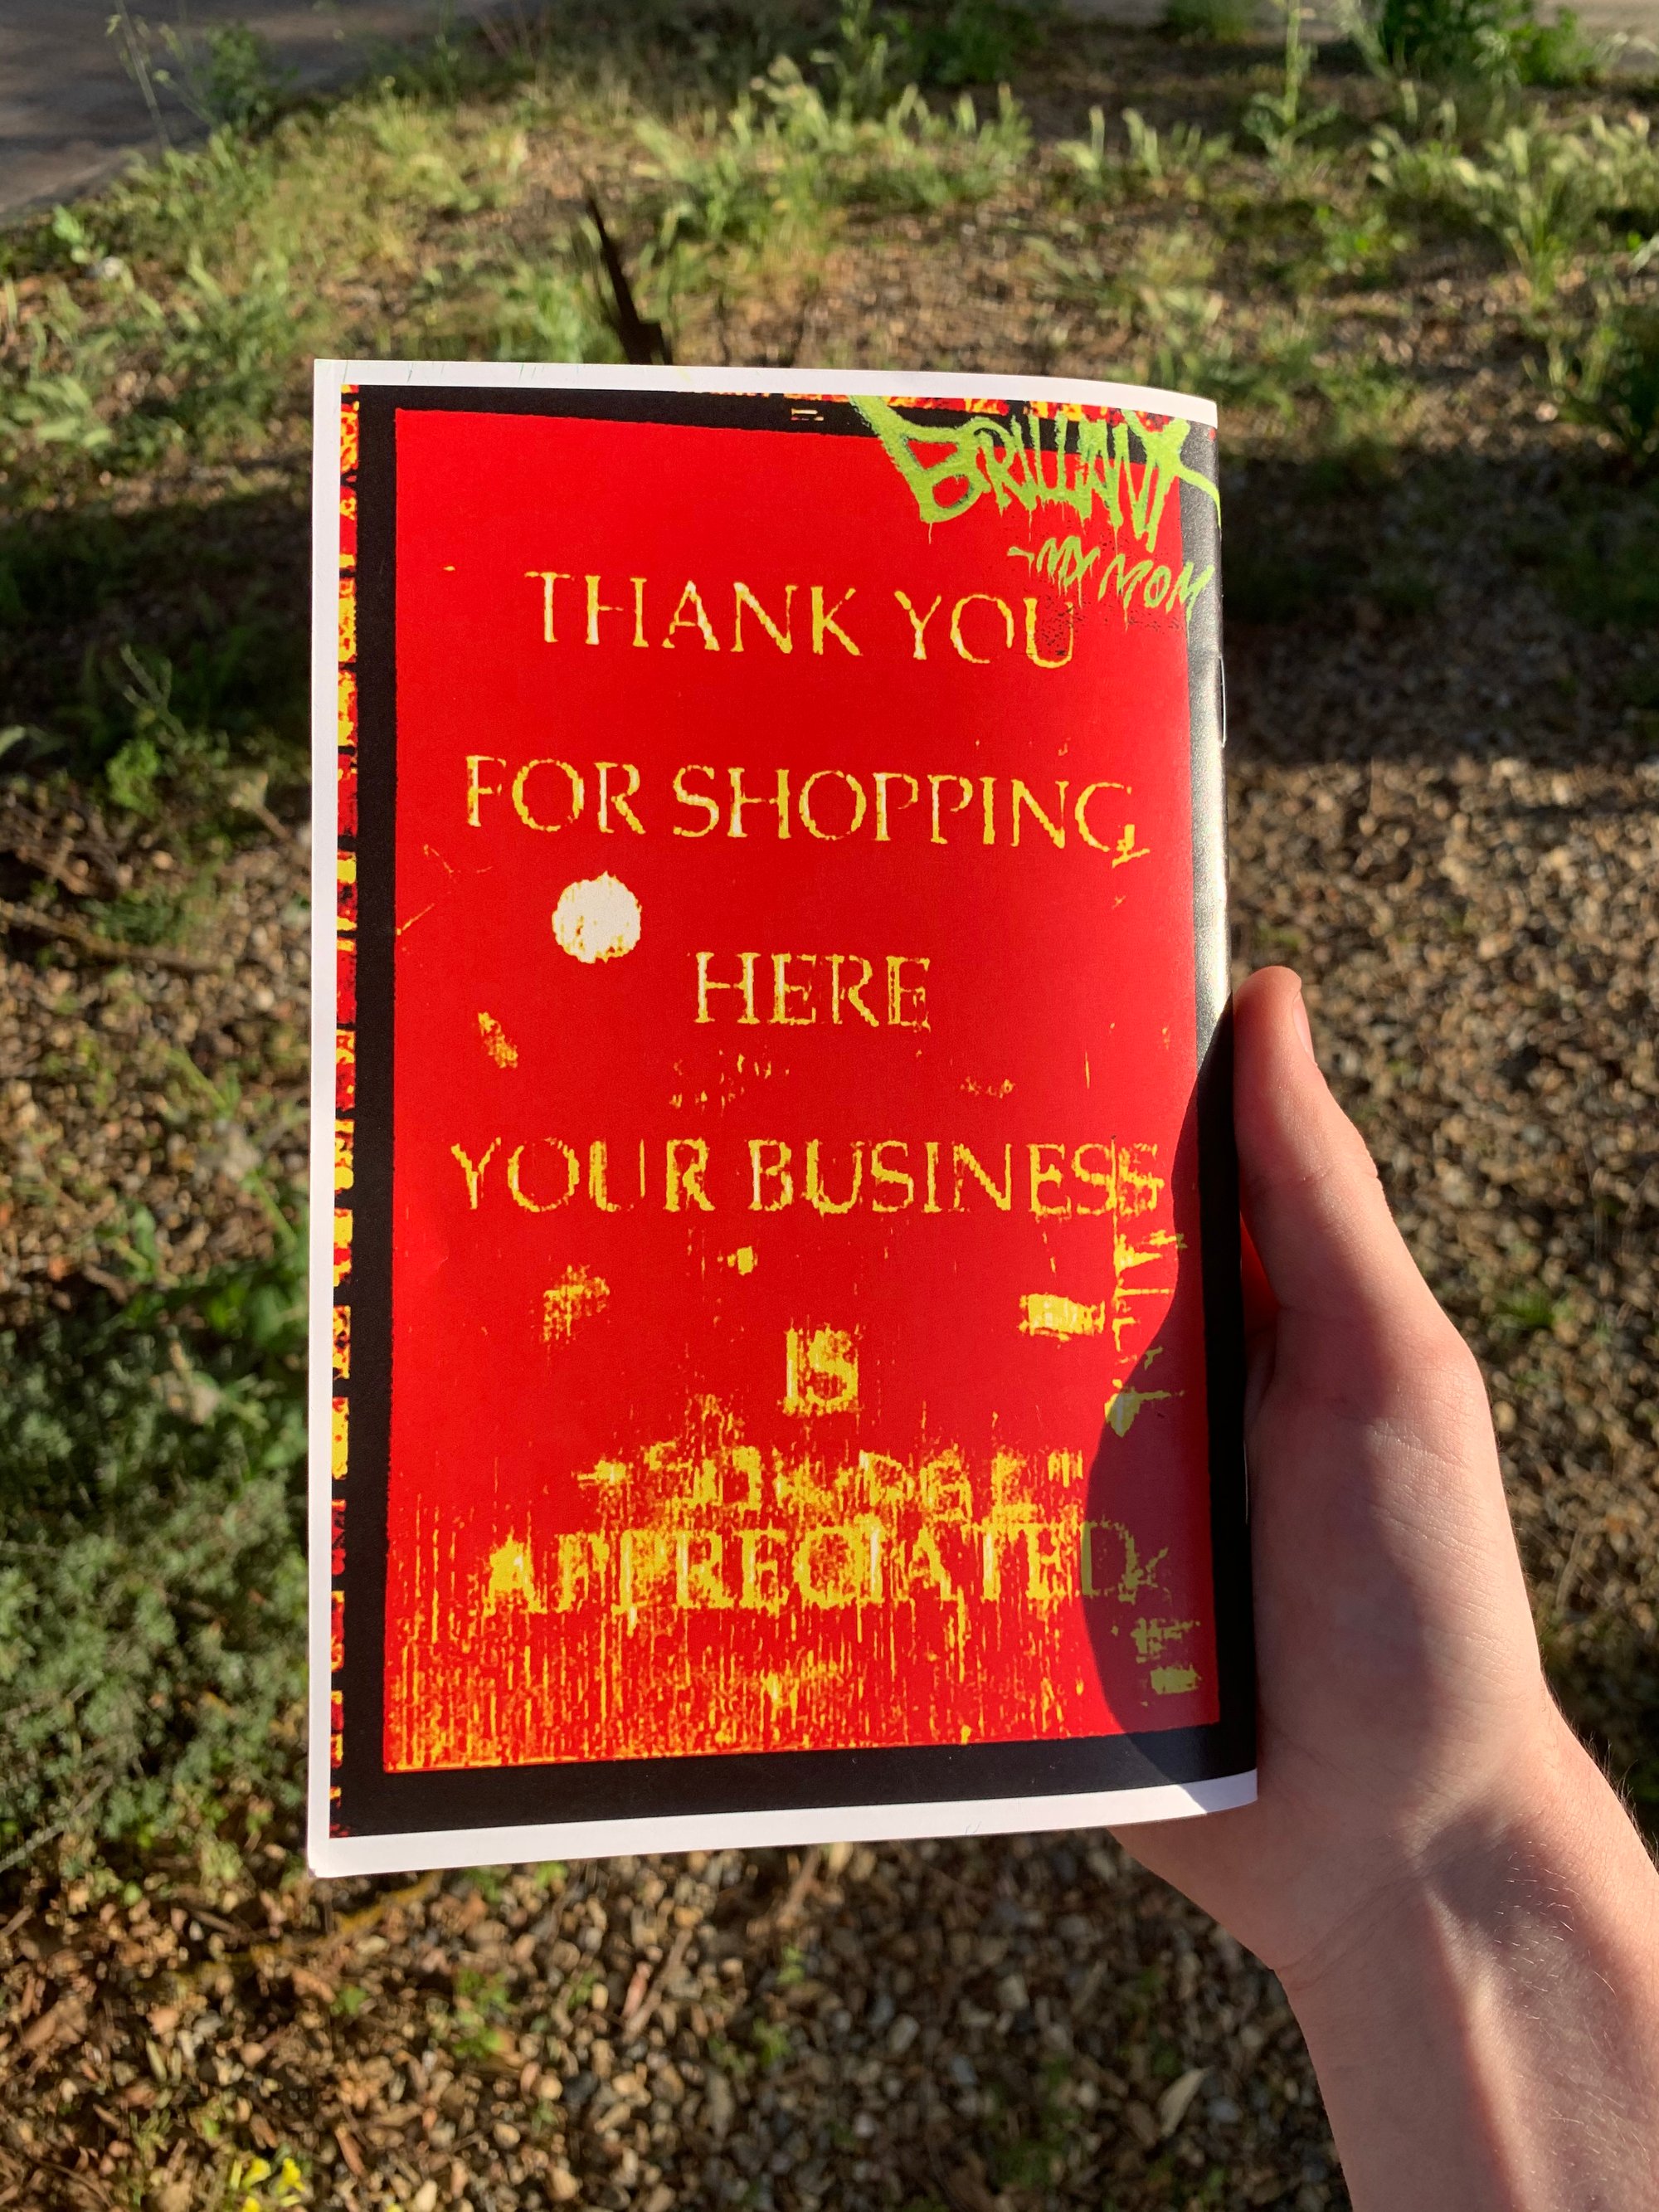 BRILLIANT
-MY MOM
THANK YOU
FOR SHOPPING
HERE
YOUR BUSINESS
IS
APPRECIATED